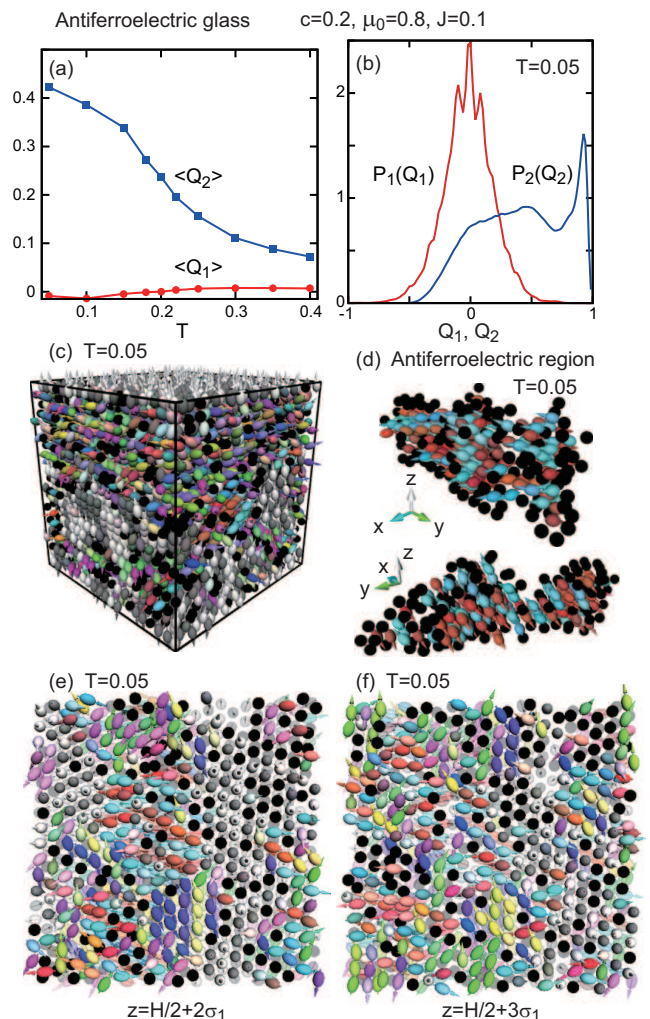 Antiferroelectric glass c=0.2, μ0=0.8, J=0.1
(a)
0.4
0.3
0.2
0.1
0
<Q2>
<Q1>
0.1 0.2 0.3 0.4
T
(b) T=0.05
2
1
0
P1(Q1) P2(Q2)
-1 0 1
Q1, Q2
(c) T=0.05
(d) Antiferroelectric region
T=0.05
z
x y
x z
y
(e) T=0.05
(f) T=0.05
z=H/2+2σ1
z=H/2+3σ1